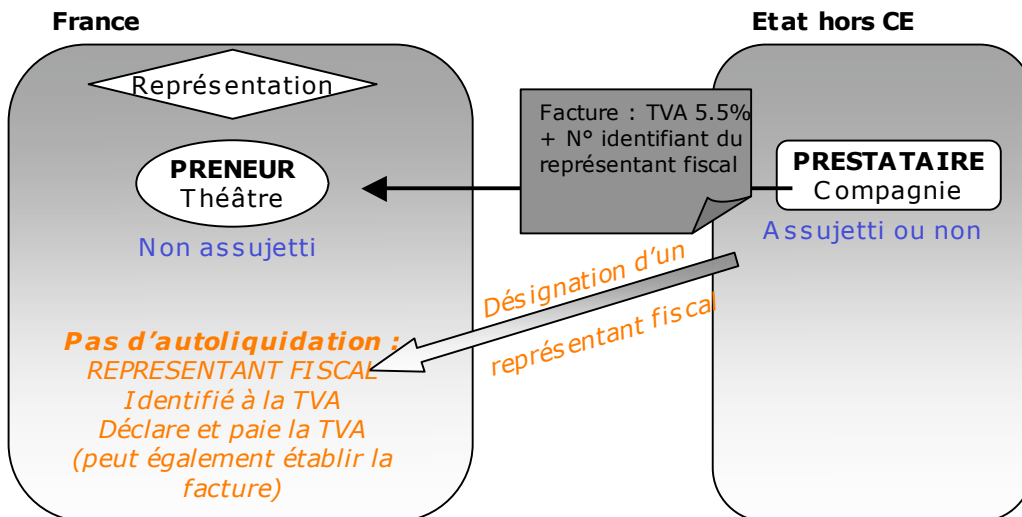 France
Etat hors CE
Représentation
Facture : TVA 5.5%
+ N° identifiant du
représentant fiscal
PRENEUR
Théâtre
PRESTATAIRE
Compagnie
Non assujetti
Assujetti ou non
Désignation d'un
représentant fiscal
Pas d'autoliquidation :
REPRESENTANT FISCAL
Identifié à la TVA
Déclare et paie la TVA
(peut également établir la
facture)